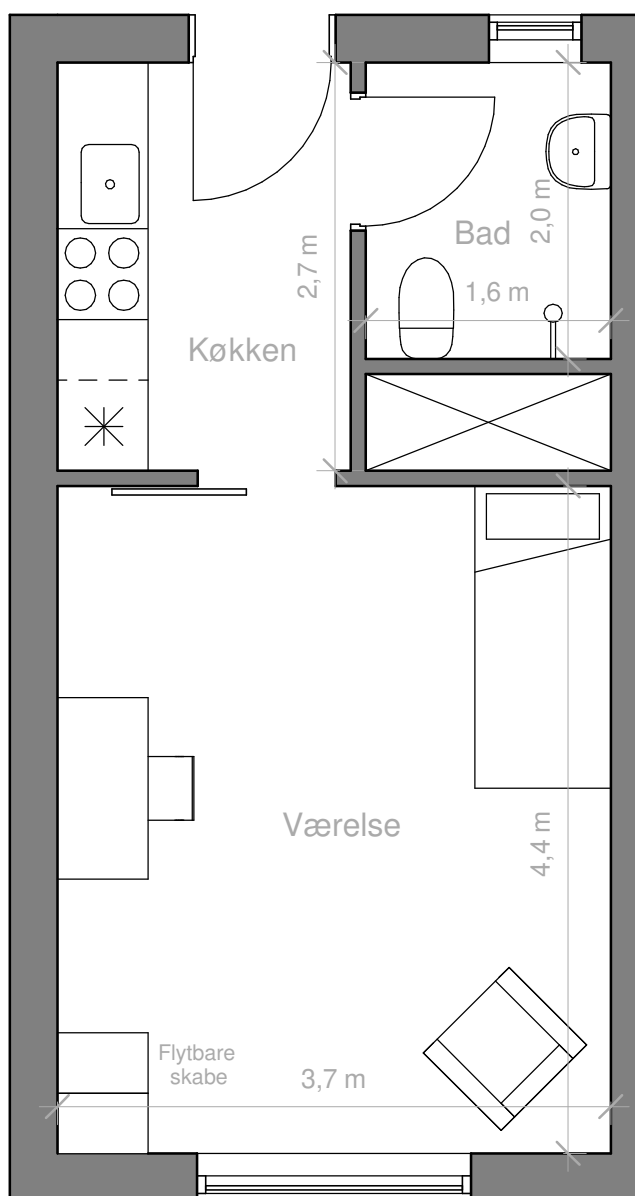 2,7 m
2,0 m
Bad
1,6 m
Køkken
Værelse
4,4 m
Flytbare
skabe
3,7 m